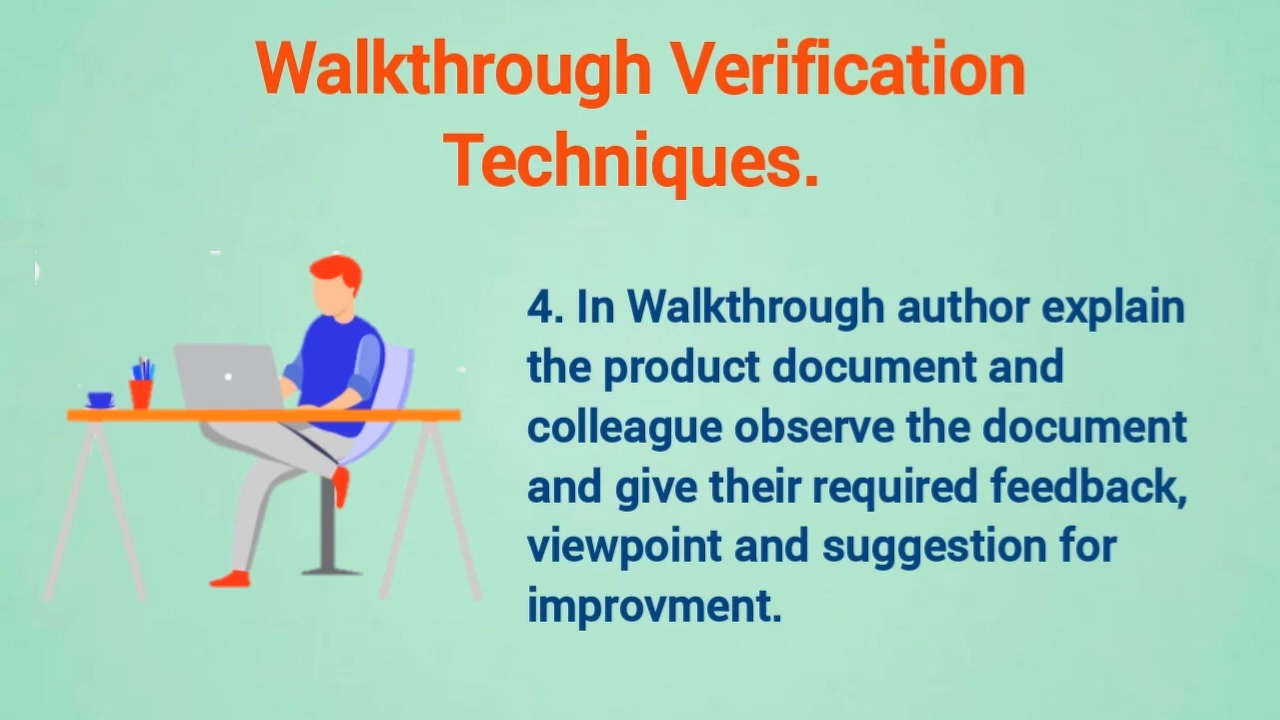 Walkthrough Verification
Techniques.
4. In Walkthrough author explain
the product document and
colleague observe the document
and give their required feedback,
viewpoint and suggestion for
improvment.